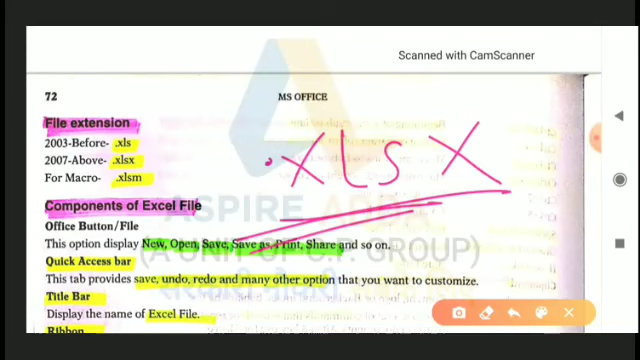 Scanned with CamScanner
72 MS OFFICE
File extension
2003-Before- .xls
2007-Above- .xlsx
For Macro- .xlsm
.xlsx
Components of Excel File
Office Button/File
This option display New, Open, Save, Save as, Print, Share and so on.
(A UNIT OF C.T. GROUP)
Quick Access bar
This tab provides save, undo, redo and many other option that you want to customize.
Title Bar
Display the name of Excel File.
Ribbon